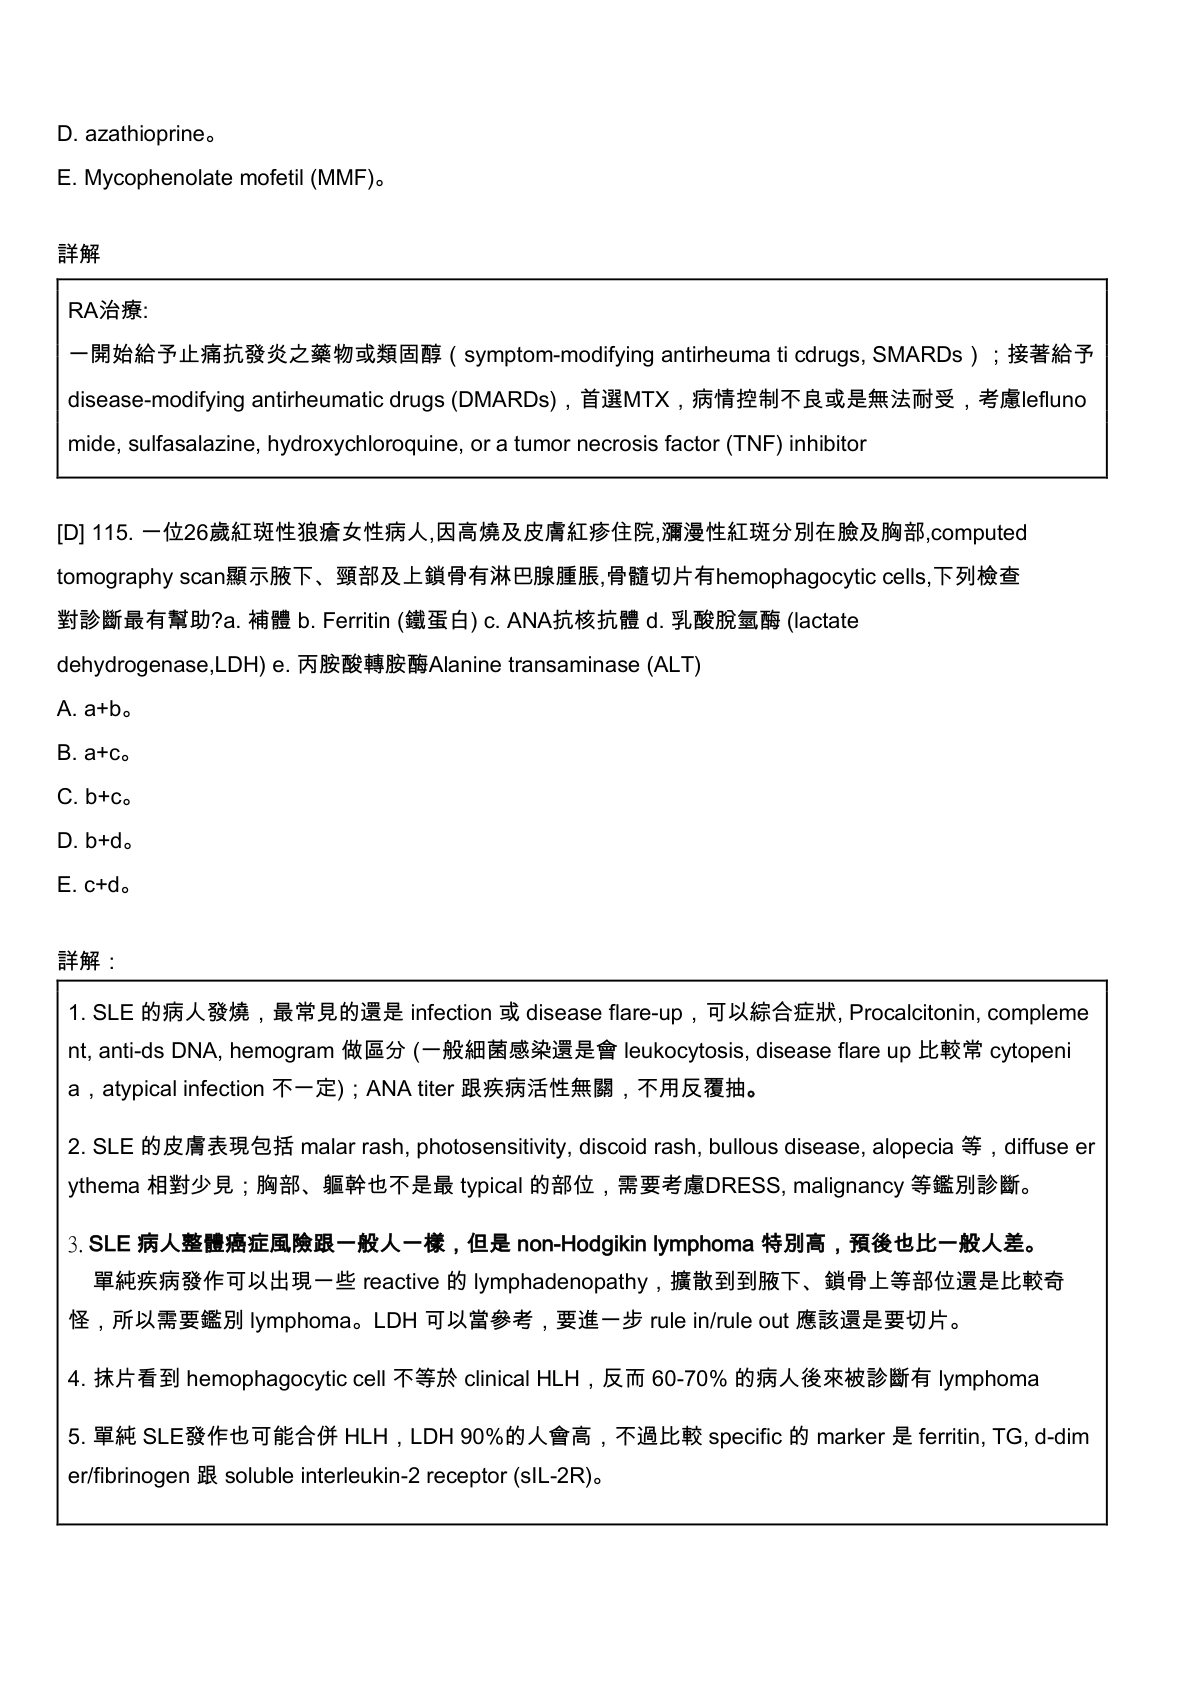 D. azathioprine。
E. Mycophenolate mofetil (MMF)。
詳解
RA治療:
一開始給予止痛抗發炎之藥物或類固醇（symptom-modifying antirheuma ti cdrugs, SMARDs）；接著給予
disease-modifying antirheumatic drugs (DMARDs)，首選MTX，病情控制不良或是無法耐受，考慮lefluno
mide, sulfasalazine, hydroxychloroquine, or a tumor necrosis factor (TNF) inhibitor
[D] 115. 一位26歲紅斑性狼瘡女性病人,因高燒及皮膚紅疹住院,瀰漫性紅斑分別在臉及胸部,computed
tomography scan顯示腋下、頸部及上鎖骨有淋巴腺腫脹,骨髓切片有hemophagocytic cells,下列檢查
對診斷最有幫助?a. 補體 b. Ferritin (鐵蛋白) c. ANA抗核抗體 d. 乳酸脫氫酶 (lactate
dehydrogenase,LDH) e. 丙胺酸轉胺酶Alanine transaminase (ALT)
A. a+b。
B. a+c。
C. b+c。
D. b+d。
E. c+d。
詳解：
1. SLE 的病人發燒，最常見的還是 infection 或 disease flare-up，可以綜合症狀, Procalcitonin, compleme
nt, anti-ds DNA, hemogram 做區分 (一般細菌感染還是會 leukocytosis, disease flare up 比較常 cytopeni
a，atypical infection 不一定)；ANA titer 跟疾病活性無關，不用反覆抽。
2. SLE 的皮膚表現包括 malar rash, photosensitivity, discoid rash, bullous disease, alopecia 等，diffuse er
ythema 相對少見；胸部、軀幹也不是最 typical 的部位，需要考慮DRESS, malignancy 等鑑別診斷。
3. SLE 病人整體癌症風險跟一般人一樣，但是 non-Hodgikin lymphoma 特別高，預後也比一般人差。
單純疾病發作可以出現一些 reactive 的 lymphadenopathy，擴散到到腋下、鎖骨上等部位還是比較奇
怪，所以需要鑑別 lymphoma。LDH 可以當參考，要進一步 rule in/rule out 應該還是要切片。
4. 抹片看到 hemophagocytic cell 不等於 clinical HLH，反而 60-70% 的病人後來被診斷有 lymphoma
5. 單純 SLE發作也可能合併 HLH，LDH 90%的人會高，不過比較 specific 的 marker 是 ferritin, TG, d-dim
er/fibrinogen 跟 soluble interleukin-2 receptor (sIL-2R)。